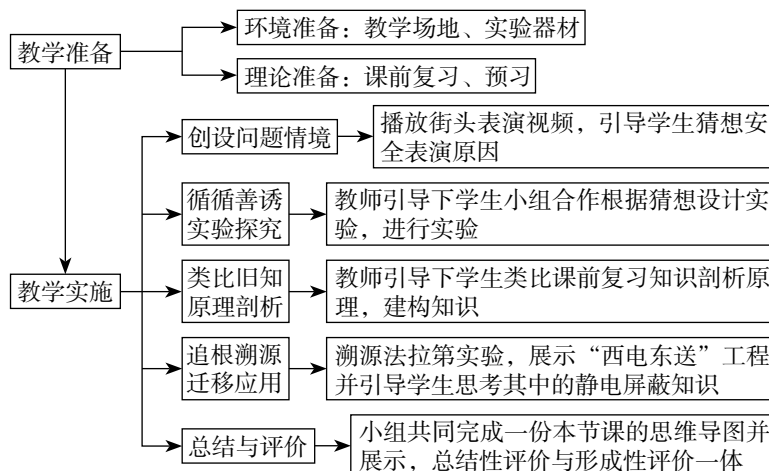 教学准备
环境准备：教学场地、实验器材
理论准备：课前复习、预习
教学实施
创设问题情境
播放街头表演视频，引导学生猜想安
全表演原因
循循善诱
实验探究
教师引导下学生小组合作根据猜想设计实
验，进行实验
类比旧知
原理剖析
教师引导下学生类比课前复习知识剖析原
理，建构知识
追根溯源
迁移应用
溯源法拉第实验，展示“西电东送”工程
并引导学生思考其中的静电屏蔽知识
总结与评价
小组共同完成一份本节课的思维导图并
展示，总结性评价与形成性评价一体